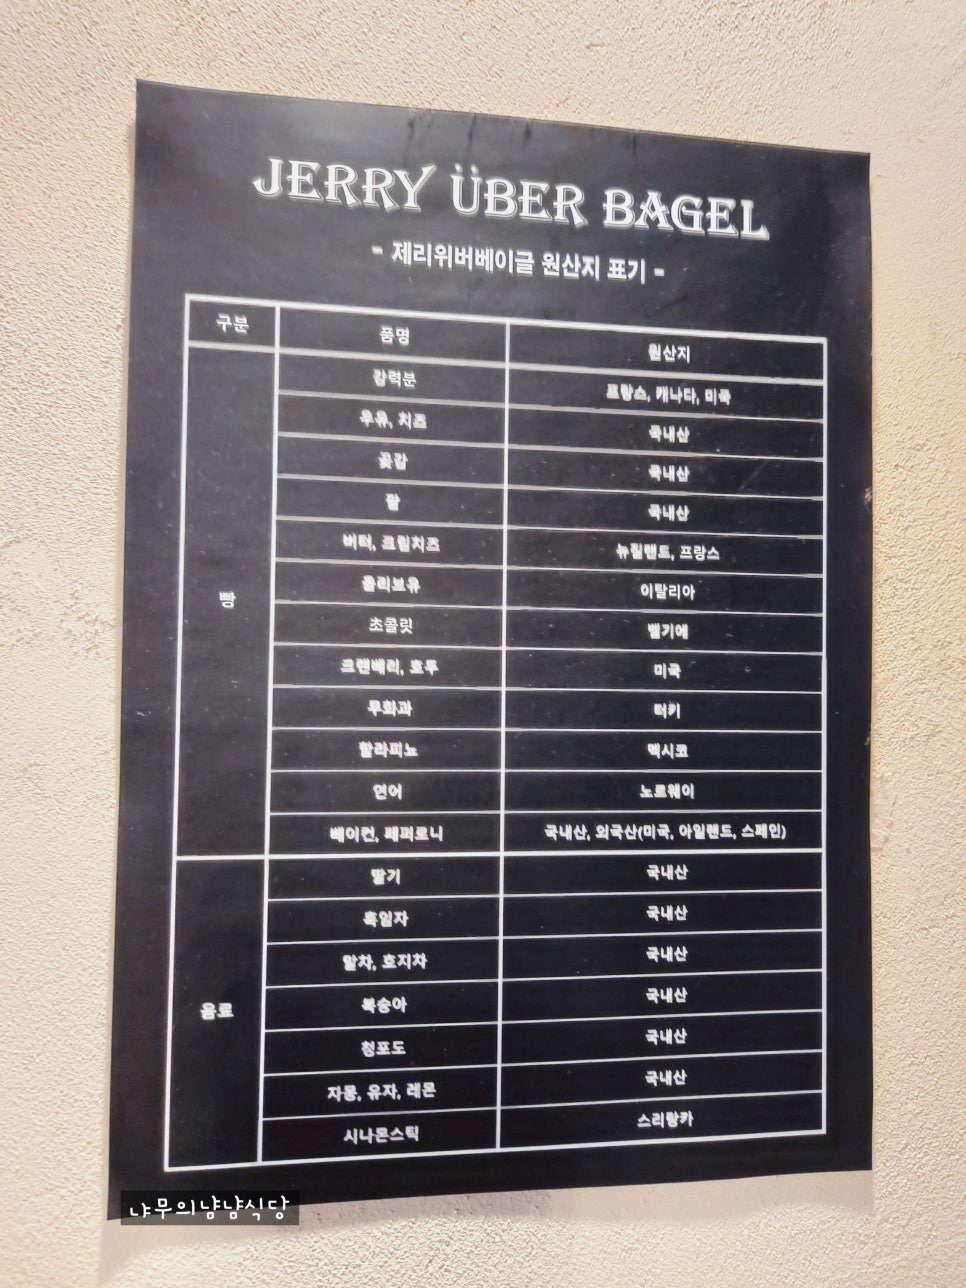 JERRY ÜBER BAGEL
- 제리위버베이글 원산지 표기 -
구분 품명 원산지
빵
강력분 프랑스, 캐나다, 미국
우유, 치즈 국내산
곶감 국내산
팥 국내산
버터, 크림치즈 뉴질랜드, 프랑스
올리브유 이탈리아
초콜릿 벨기에
크랜베리, 호두 미국
무화과 터키
할라피뇨 멕시코
연어 노르웨이
베이컨, 페퍼로니 국내산, 외국산(미국, 아일랜드, 스페인)
음료
딸기 국내산
흑임자 국내산
말차, 호지차 국내산
복숭아 국내산
청포도 국내산
자몽, 유자, 레몬 국내산
시나몬스틱 스리랑카
냐무의냠냠식당